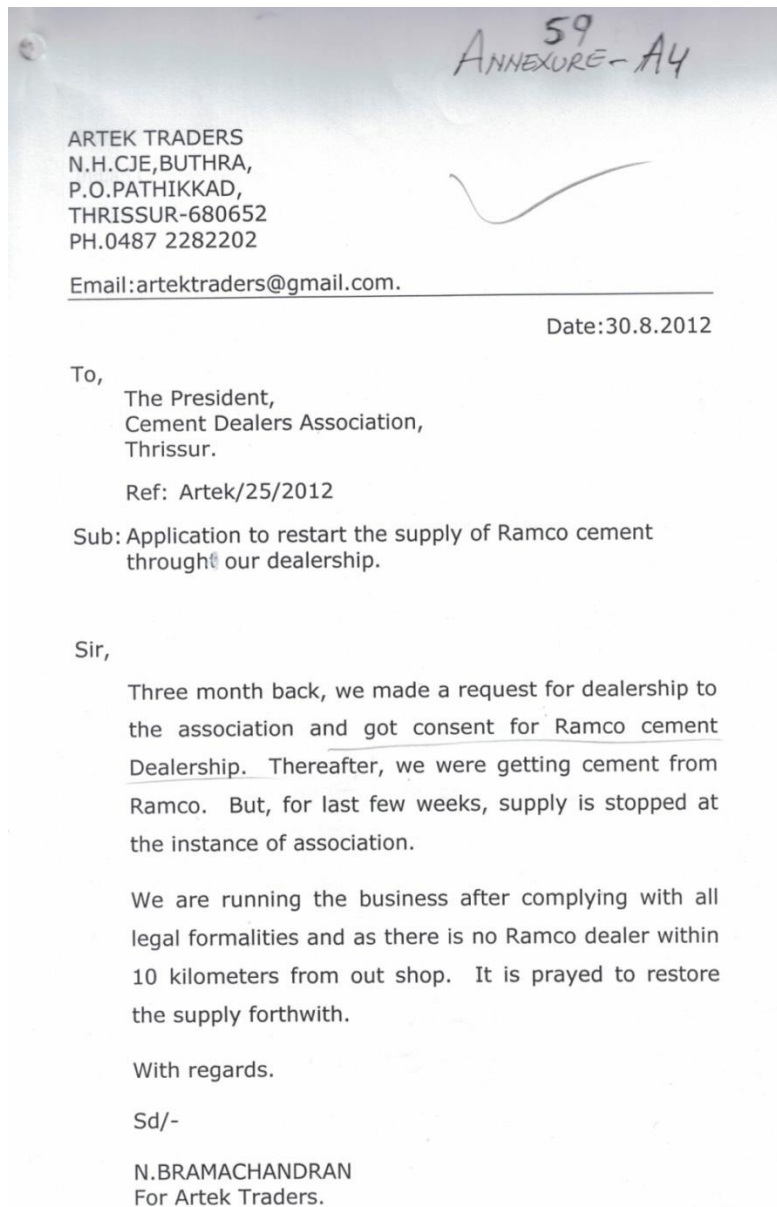 59
ANNEXURE - A4
ARTEK TRADERS
N.H.CJE,BUTHRA,
P.O.PATHIKKAD,
THRISSUR-680652
PH.0487 2282202
Email:artektraders@gmail.com.
Date:30.8.2012
To,
The President,
Cement Dealers Association,
Thrissur.
Ref: Artek/25/2012
Sub: Application to restart the supply of Ramco cement
throught our dealership.
Sir,
Three month back, we made a request for dealership to
the association and got consent for Ramco cement
Dealership. Thereafter, we were getting cement from
Ramco. But, for last few weeks, supply is stopped at
the instance of association.
We are running the business after complying with all
legal formalities and as there is no Ramco dealer within
10 kilometers from out shop. It is prayed to restore
the supply forthwith.
With regards.
Sd/-
N.BRAMACHANDRAN
For Artek Traders.